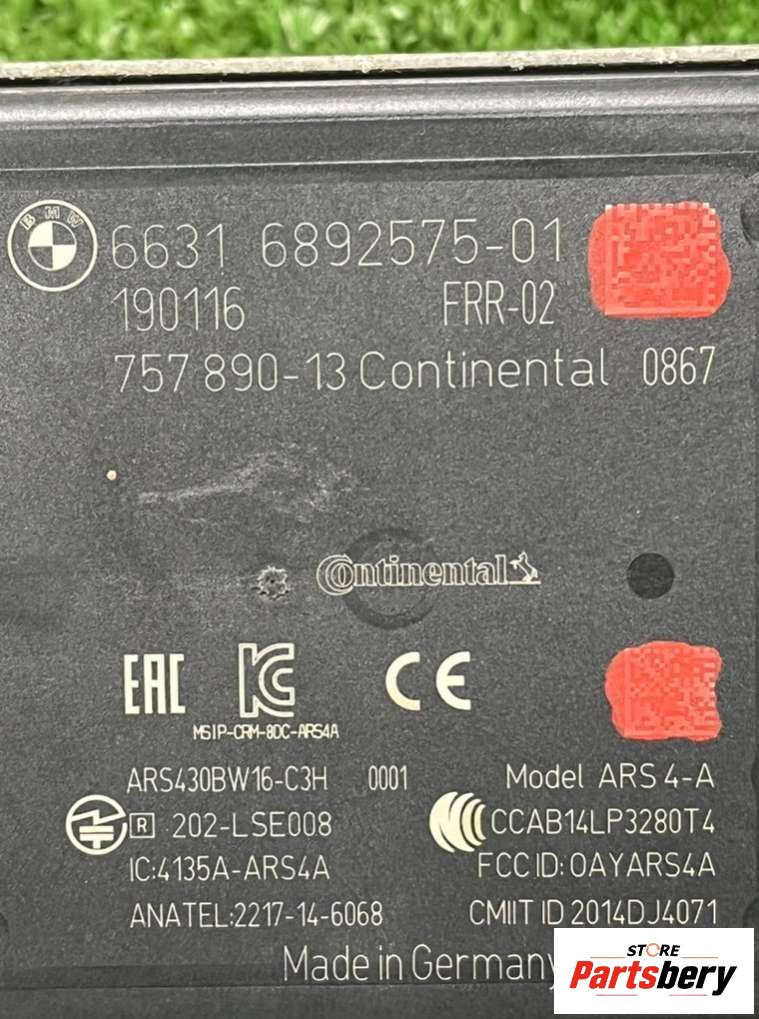 BMW 6631 6892575-01
190116 FRR-02
757 890-13 Continental 0867
Continental
EAC KC CE
MSIP-CRM-8DC-ARS4A
ARS430BW16-C3H 0001 Model ARS 4-A
R 202-LSE008 CCAB14LP3280T4
IC:4135A-ARS4A FCC ID: OAYARS4A
ANATEL:2217-14-6068 CMIIT ID 2014DJ4071
Made in Germany
STORE
Partsbery